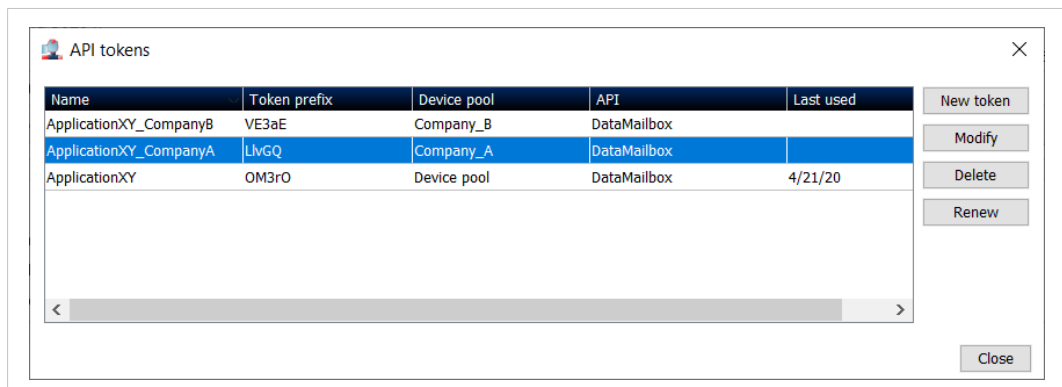 API tokens
Name Token prefix Device pool API Last used
ApplicationXY_CompanyB VE3aE Company_B DataMailbox
ApplicationXY_CompanyA LlvGQ Company_A DataMailbox
ApplicationXY OM3rO Device pool DataMailbox 4/21/20
New token
Modify
Delete
Renew
Close